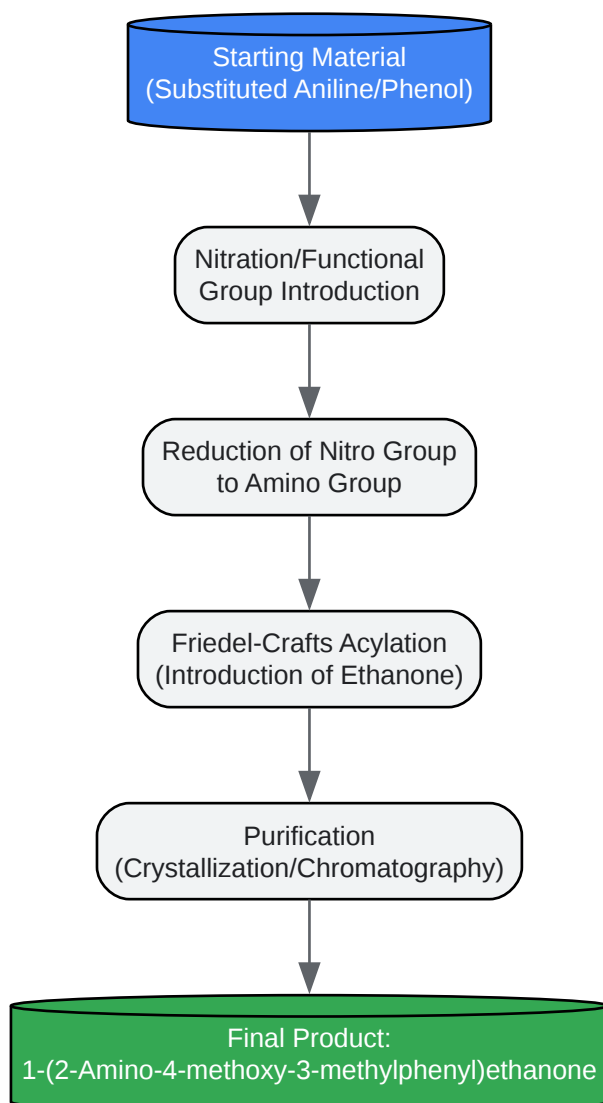 Starting Material
(Substituted Aniline/Phenol)
Nitration/Functional
Group Introduction
Reduction of Nitro Group
to Amino Group
Friedel-Crafts Acylation
(Introduction of Ethanone)
Purification
(Crystallization/Chromatography)
Final Product:
1-(2-Amino-4-methoxy-3-methylphenyl)ethanone